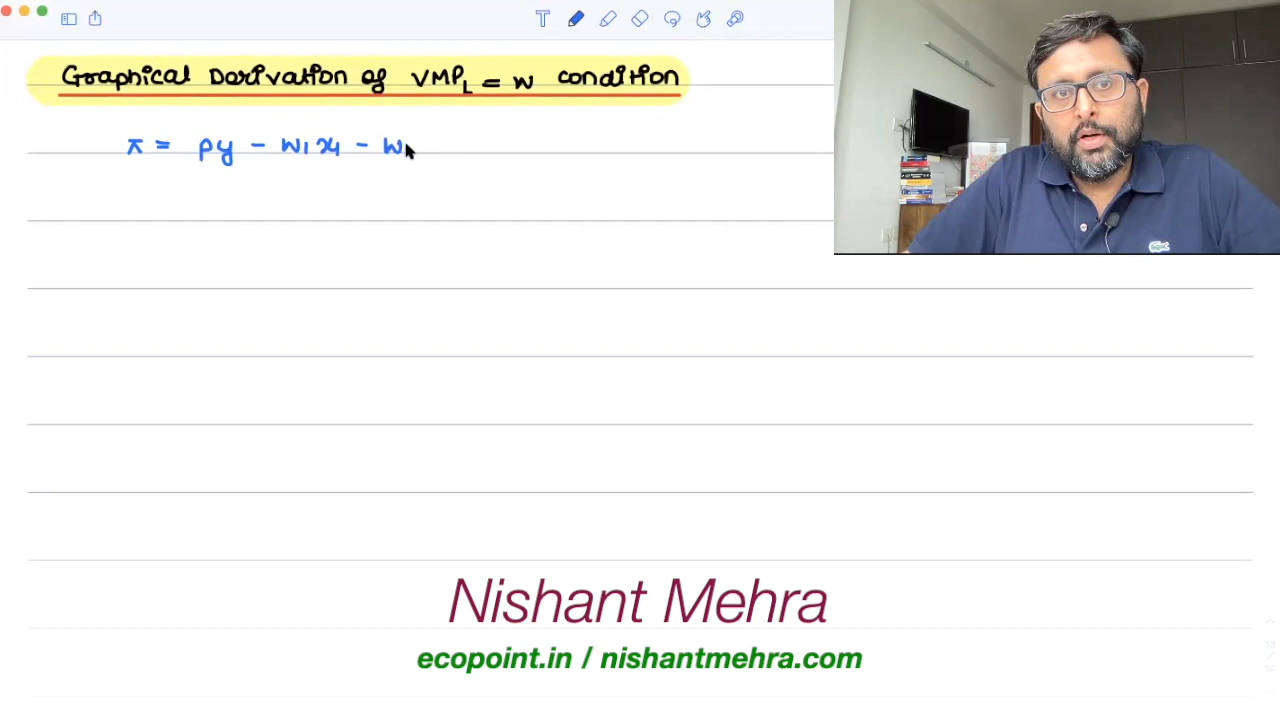 Graphical Derivation of VMP_L = w condition
π = py - w1x1 - w
Nishant Mehra
ecopoint.in / nishantmehra.com